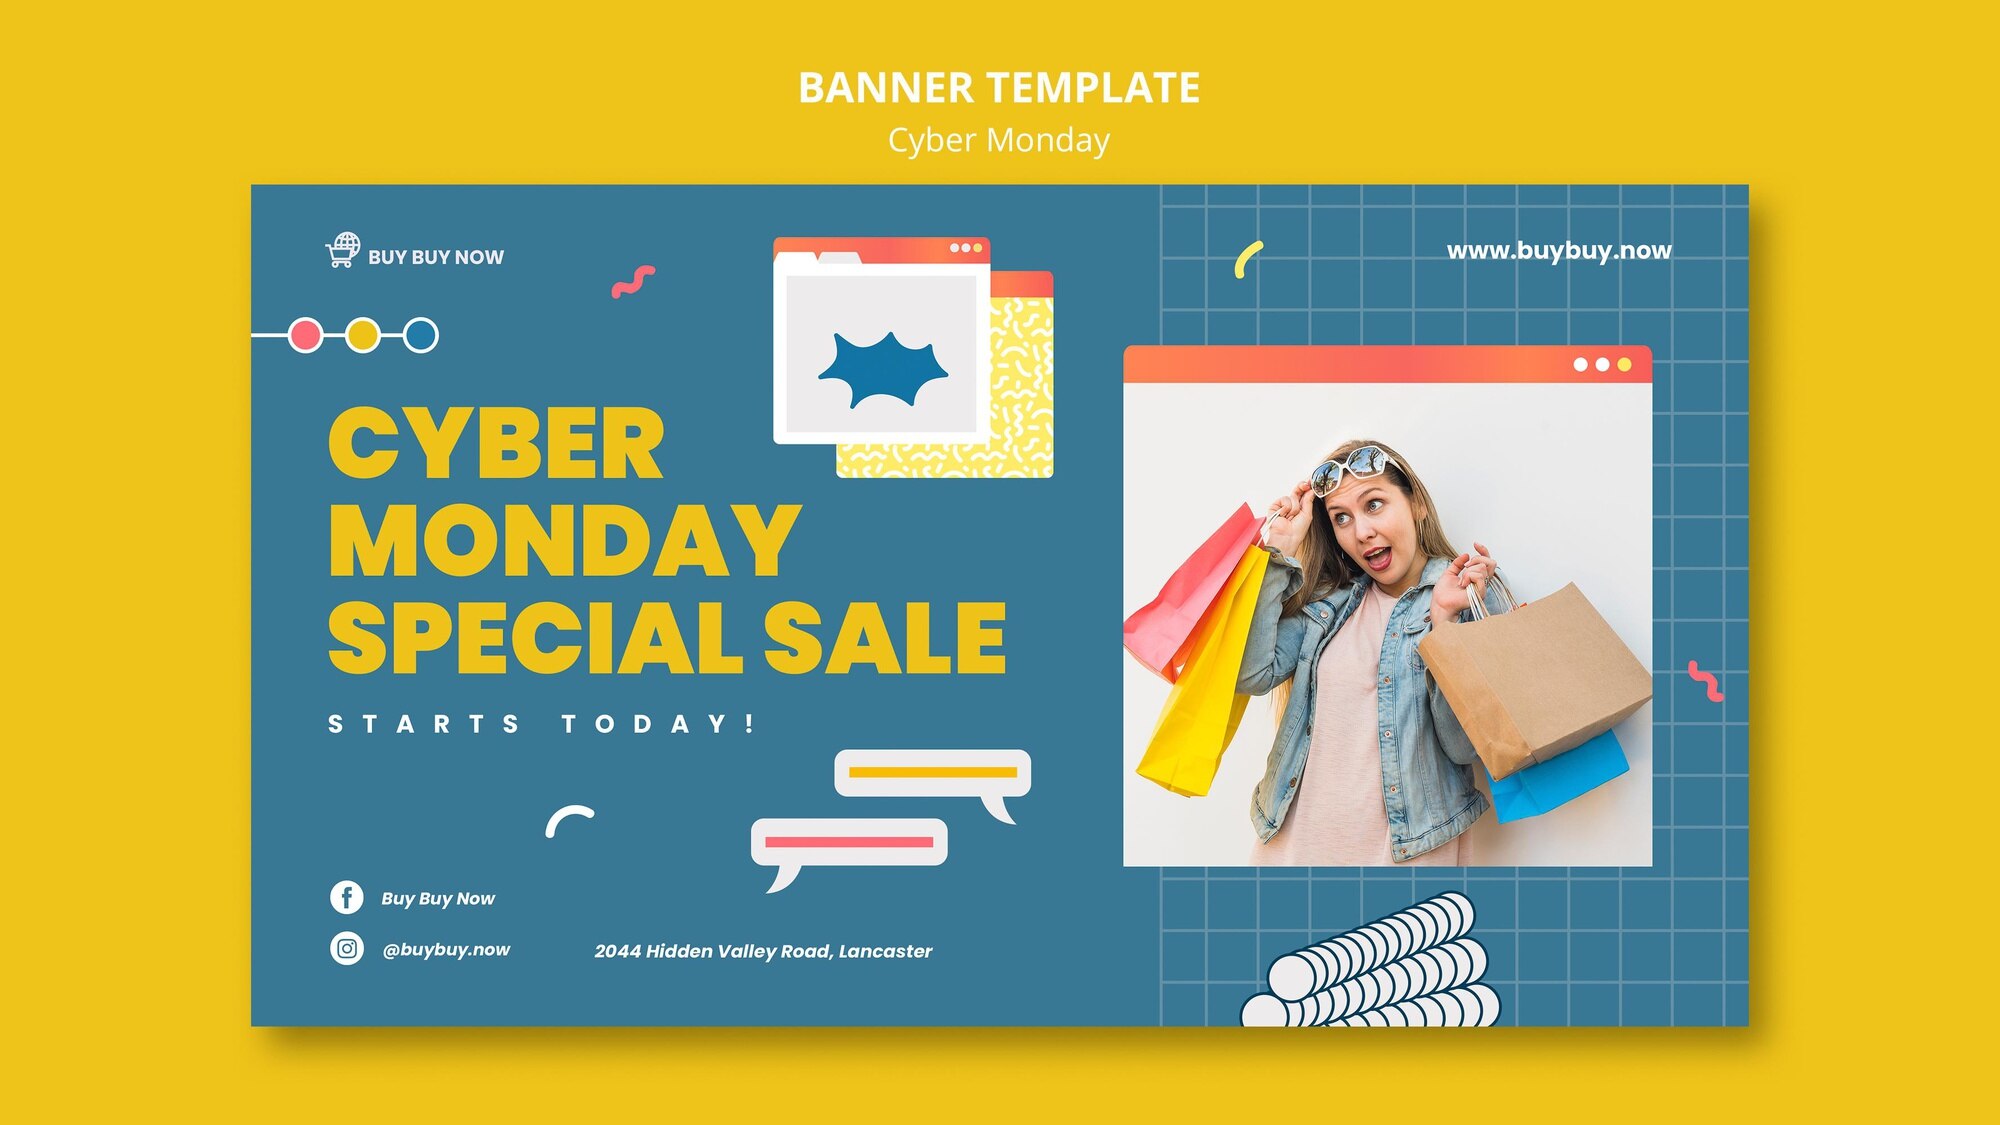 BANNER TEMPLATE
Cyber Monday
BUY BUY NOW
www.buybuy.now
CYBER
MONDAY
SPECIAL SALE
STARTS TODAY!
Buy Buy Now
@buybuy.now
2044 Hidden Valley Road, Lancaster